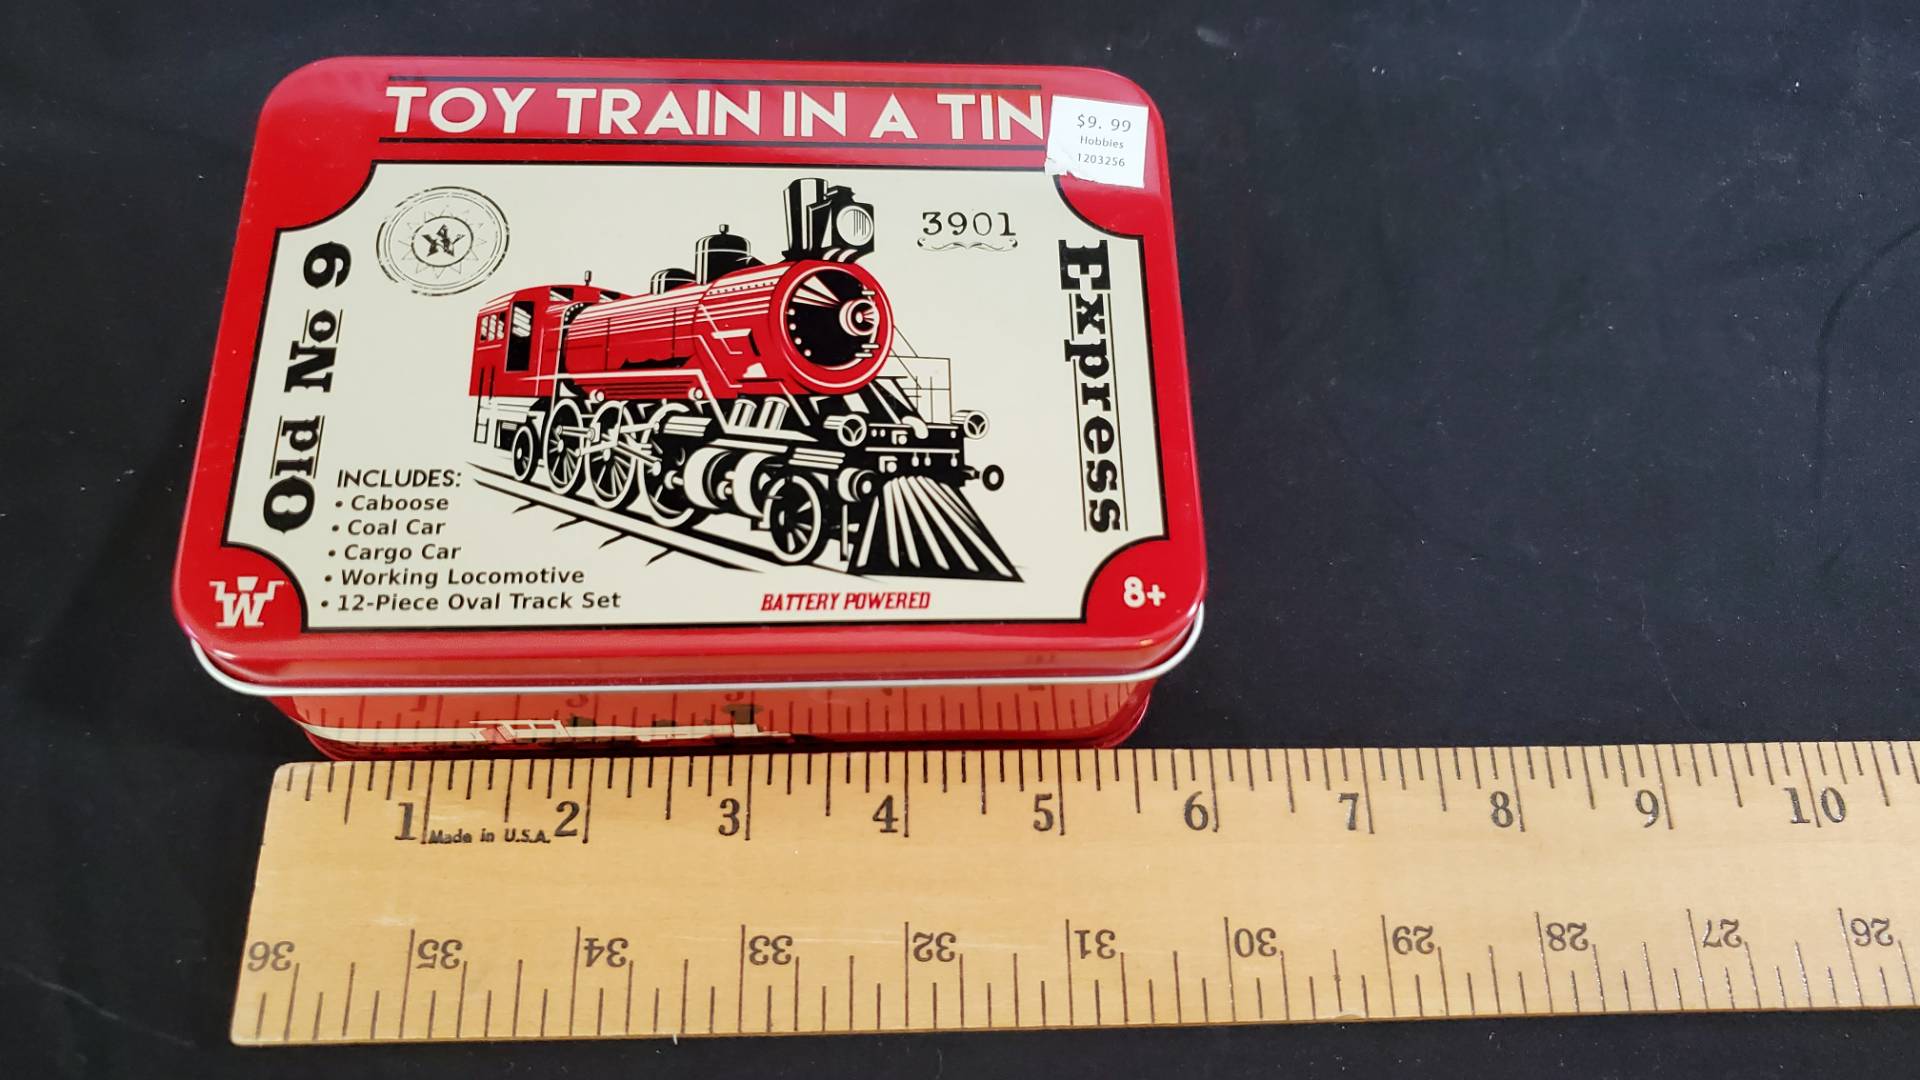 TOY TRAIN IN A TIN
$9.99
Hobbies
1203256
3901
Old No 9
Express
INCLUDES:
• Caboose
• Coal Car
• Cargo Car
• Working Locomotive
• 12-Piece Oval Track Set
BATTERY POWERED
8+
W
1 2 3 4 5 6 7 8 9 10
Made in U.S.A.
36 35 34 33 32 31 30 29 28 27 26